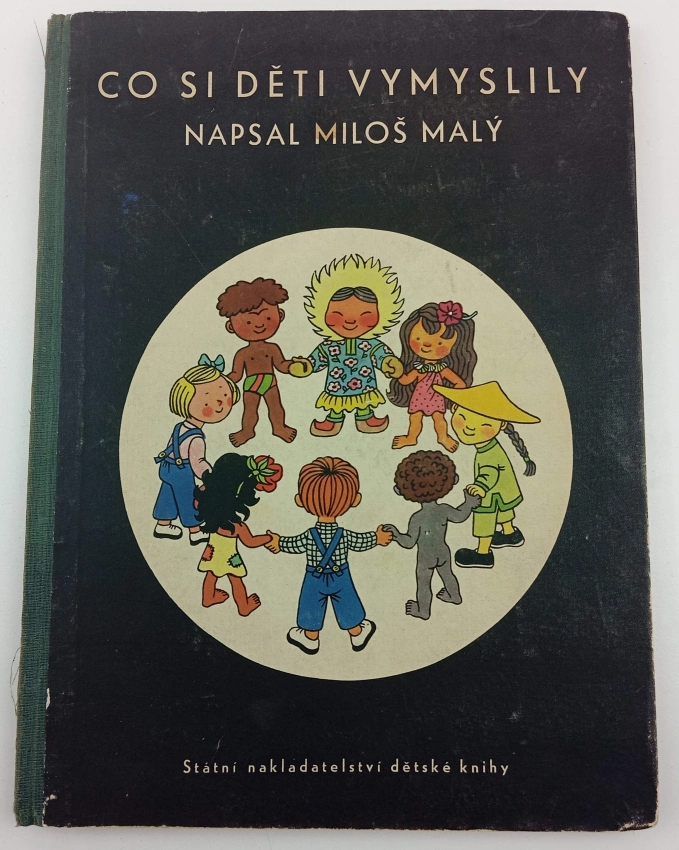 CO SI DĚTI VYMYSLILY
NAPSAL MILOŠ MALÝ
Státní nakladatelství dětské knihy